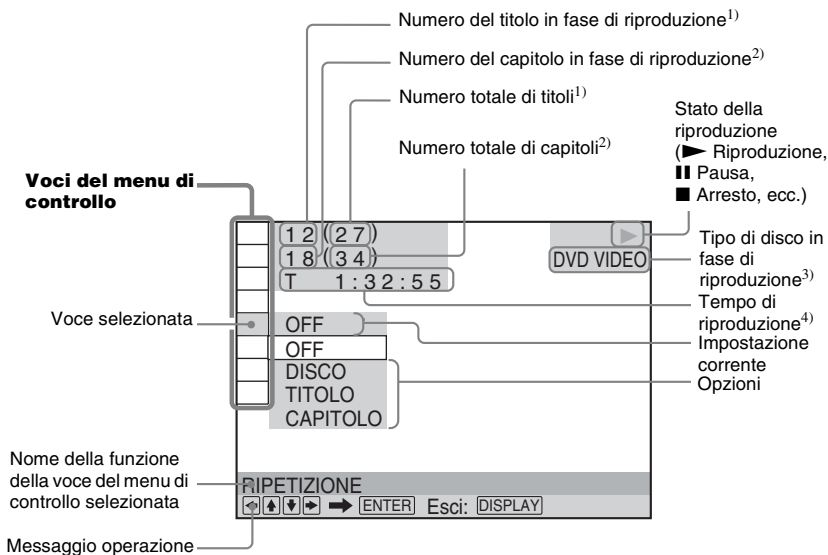 Numero del titolo in fase di riproduzione1)
Numero del capitolo in fase di riproduzione2)
Numero totale di titoli1)
Numero totale di capitoli2)
Stato della
riproduzione
(▶ Riproduzione,
⏸ Pausa,
■ Arresto, ecc.)
Voci del menu di
controllo
12(27)
18(34)
T 1:32:55
▶
DVD VIDEO
Tipo di disco in
fase di
riproduzione3)
Tempo di
riproduzione4)
Impostazione
corrente
Opzioni
Voce selezionata
OFF
OFF
DISCO
TITOLO
CAPITOLO
Nome della funzione
della voce del menu di
controllo selezionata
RIPETIZIONE
←↑↓→ ➡ ENTER Esci: DISPLAY
Messaggio operazione